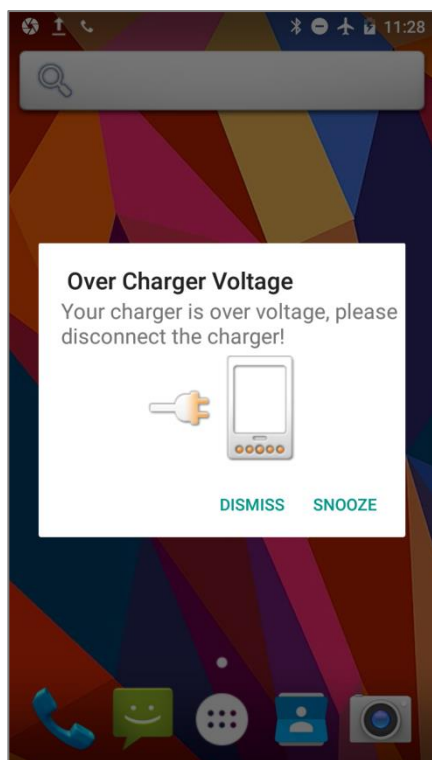 11:28
Over Charger Voltage
Your charger is over voltage, please
disconnect the charger!
DISMISS SNOOZE